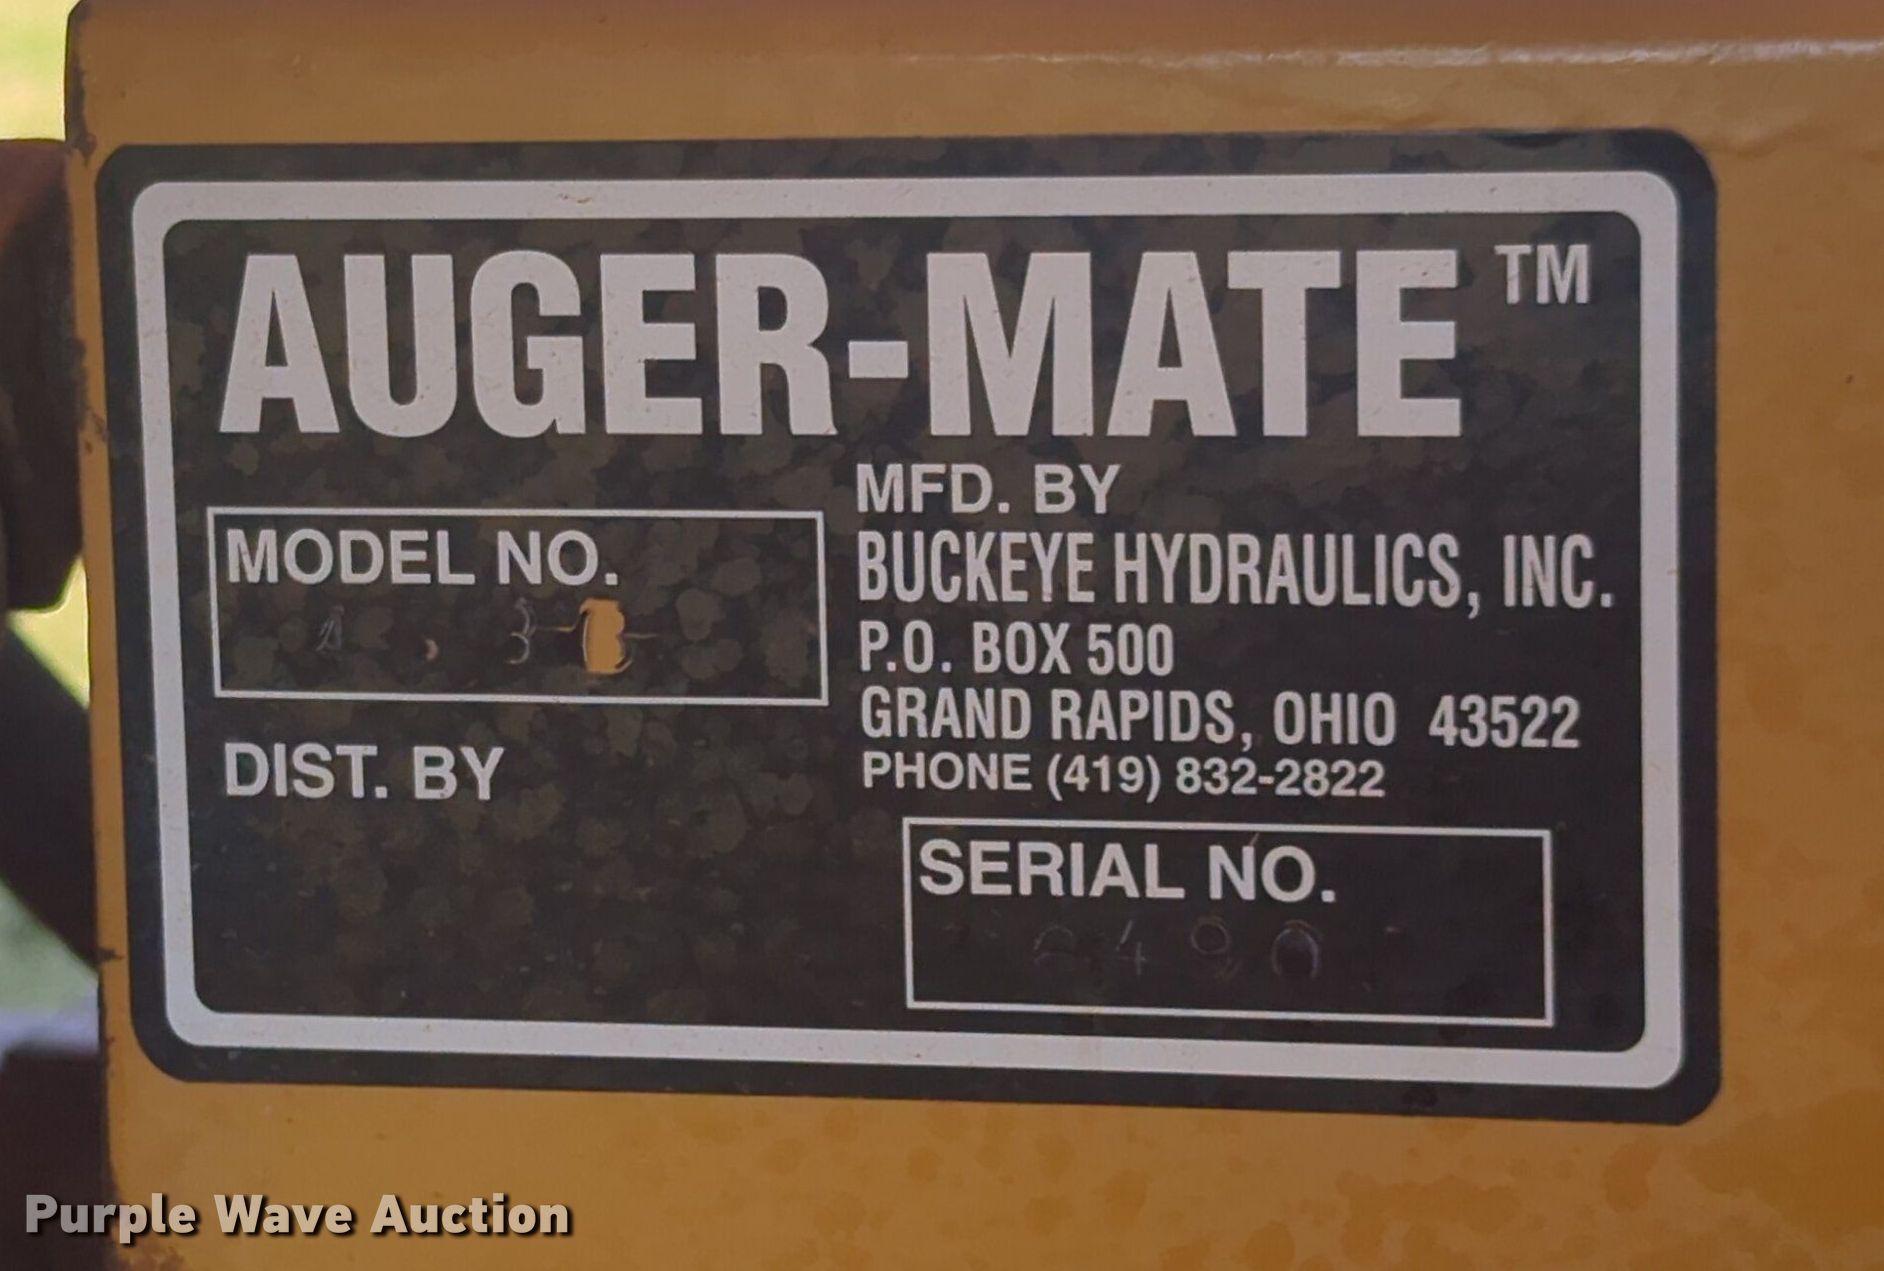 AUGER-MATE™
MFD. BY
MODEL NO.
BUCKEYE HYDRAULICS, INC.
P.O. BOX 500
GRAND RAPIDS, OHIO 43522
DIST. BY
PHONE (419) 832-2822
SERIAL NO.
Purple Wave Auction